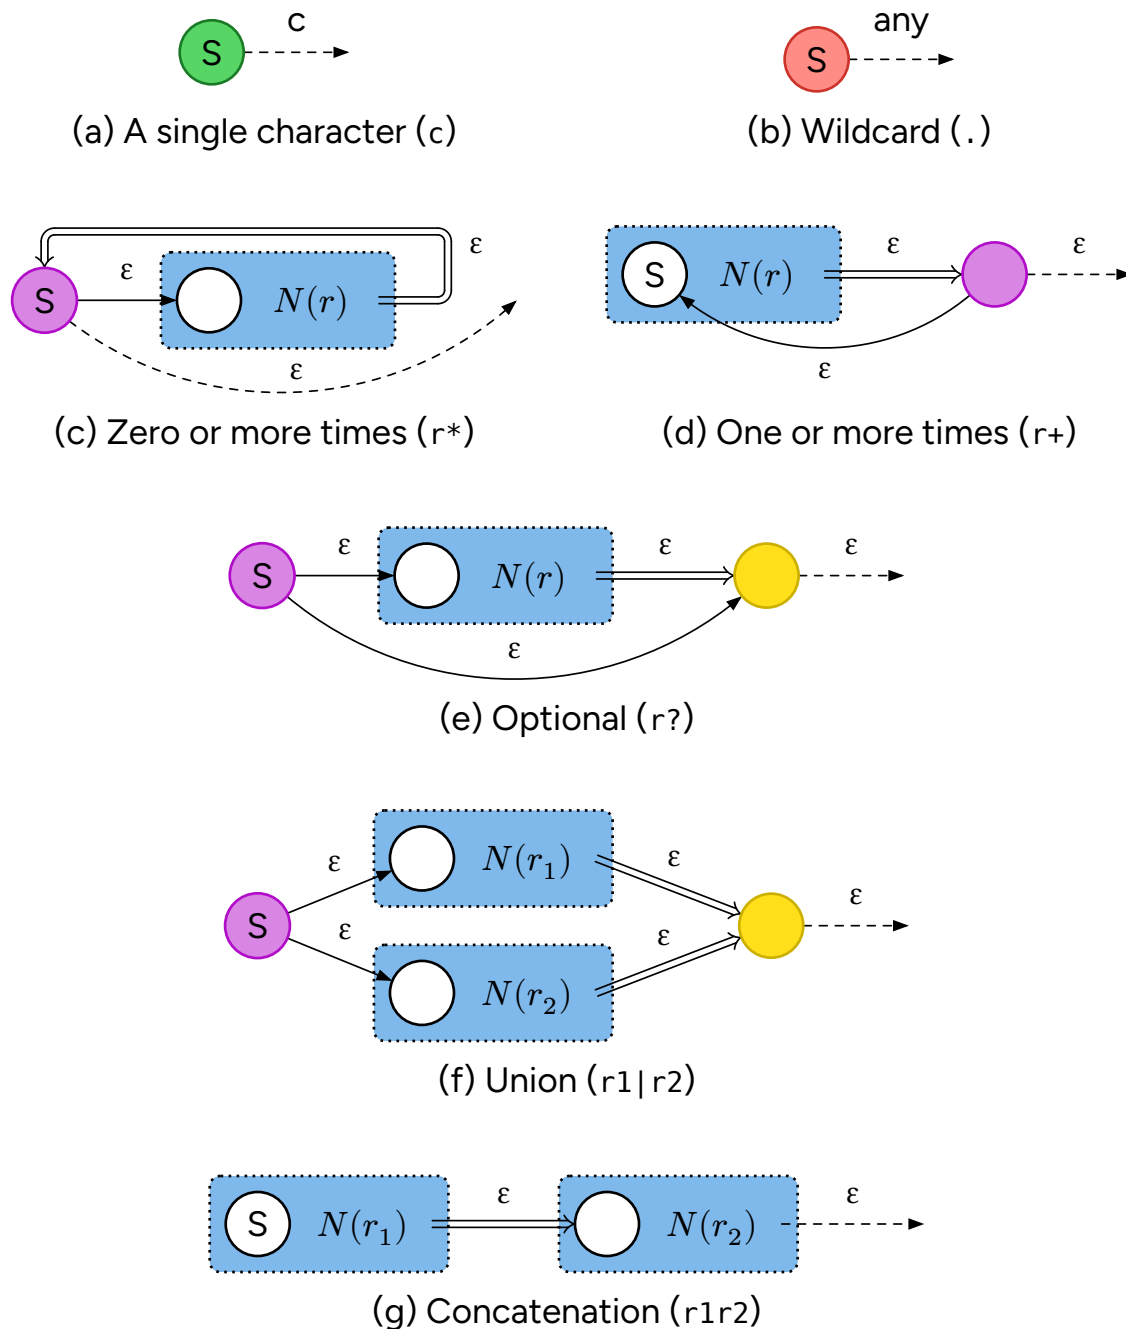 c
any
S
S
(a) A single character (c)
(b) Wildcard (.)
ε
ε
S
N(r)
ε
(c) Zero or more times (r*)
S
N(r)
ε
ε
ε
(d) One or more times (r+)
ε
ε
ε
S
N(r)
ε
(e) Optional (r?)
N(r₁)
ε
ε
S
ε
ε
ε
N(r₂)
(f) Union (r1|r2)
ε
ε
S
N(r₁)
N(r₂)
(g) Concatenation (r1r2)